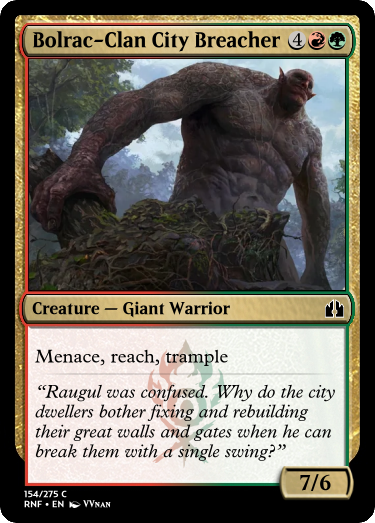 Bolrac-Clan City Breacher 4
Creature — Giant Warrior
Menace, reach, trample
“Raugul was confused. Why do the city
dwellers bother fixing and rebuilding
their great walls and gates when he can
break them with a single swing?”
7/6
154/275 C
RNF • EN VVNAN